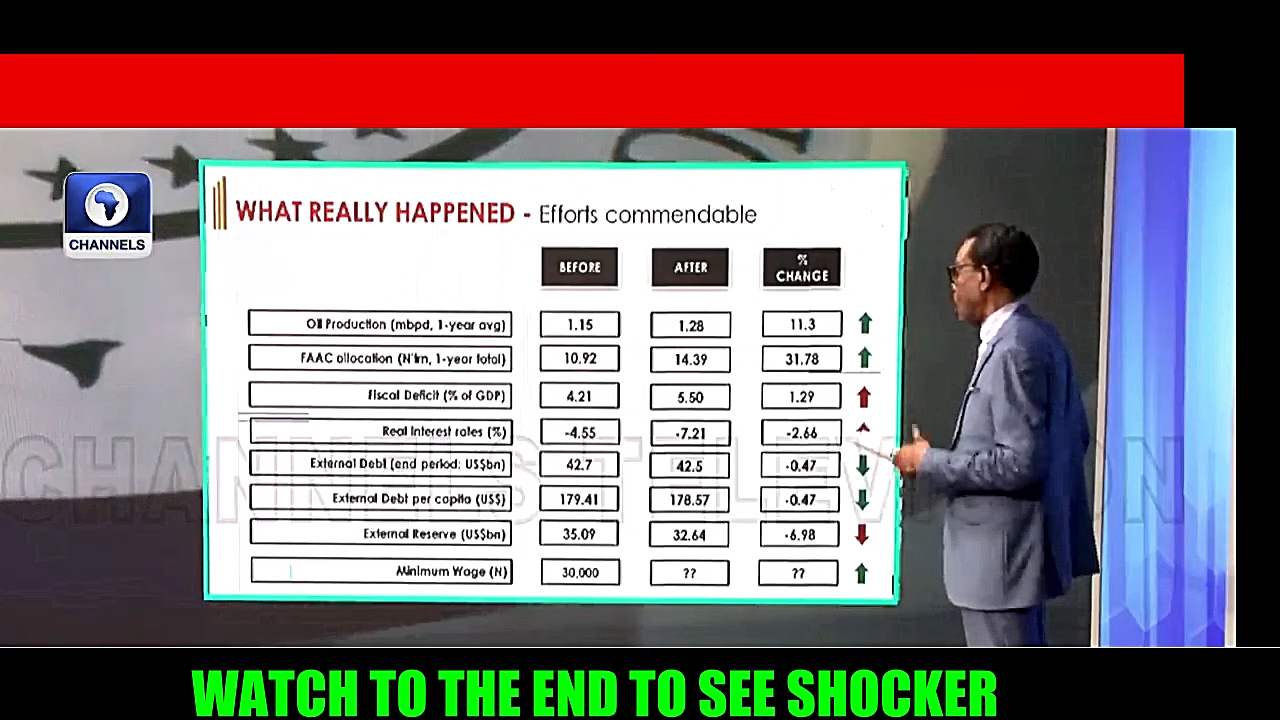 CHANNELS
WHAT REALLY HAPPENED - Efforts commendable
BEFORE AFTER % CHANGE
Oil Production (mbpd, 1-year avg) 1.15 1.28 11.3
FAAC allocation (N'trn, 1-year total) 10.92 14.39 31.78
Fiscal Deficit (% of GDP) 4.21 5.50 1.29
Real Interest rates (%) -4.55 -7.21 -2.66
External Debt (end period: US$bn) 42.7 42.5 -0.47
External Debt per capita (US$) 179.41 178.57 -0.47
External Reserve (US$bn) 35.09 32.64 -6.98
Minimum Wage (N) 30,000 ?? ??
CHANNELS TELEVISION
WATCH TO THE END TO SEE SHOCKER